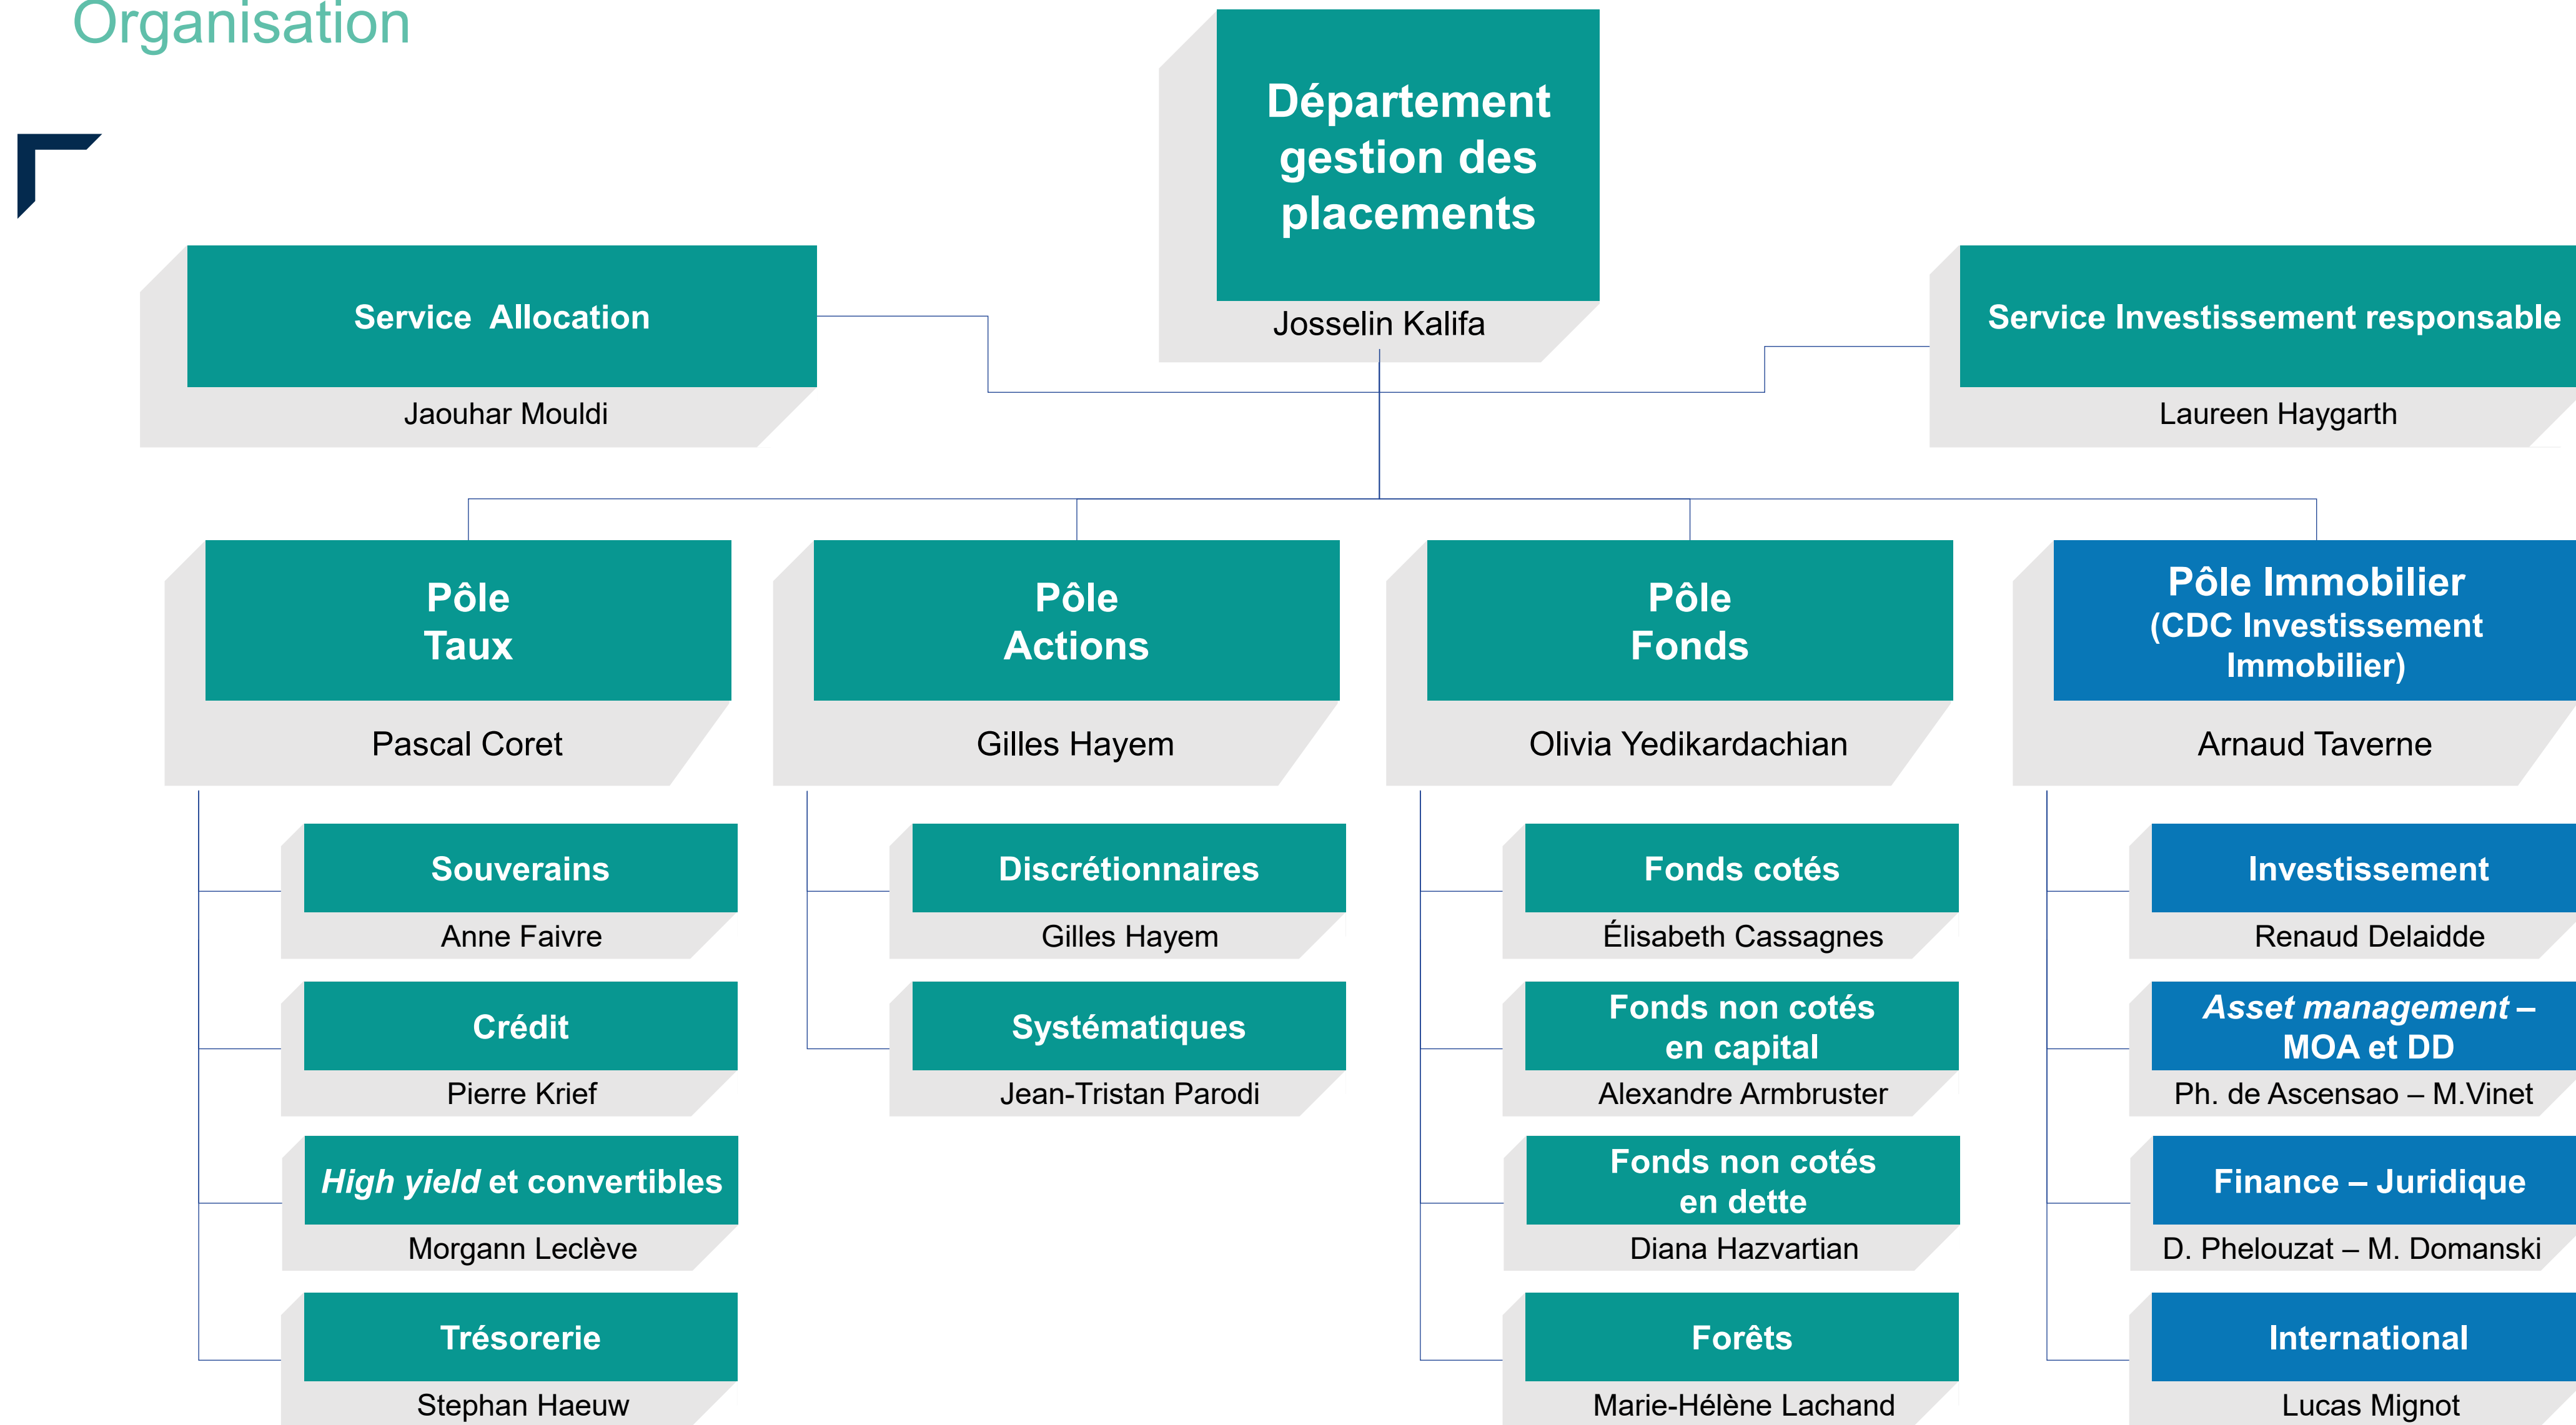 Organisation
Département
gestion des
placements
Josselin Kalifa
Service Allocation
Jaouhar Mouldi
Service Investissement responsable
Laureen Haygarth
Pôle
Taux
Pascal Coret
Souverains
Anne Faivre
Crédit
Pierre Krief
High yield et convertibles
Morgann Leclève
Trésorerie
Stephan Haeuw
Pôle
Actions
Gilles Hayem
Discrétionnaires
Gilles Hayem
Systématiques
Jean-Tristan Parodi
Pôle
Fonds
Olivia Yedikardachian
Fonds cotés
Élisabeth Cassagnes
Fonds non cotés
en capital
Alexandre Armbruster
Fonds non cotés
en dette
Diana Hazvartian
Forêts
Marie-Hélène Lachand
Pôle Immobilier
(CDC Investissement
Immobilier)
Arnaud Taverne
Investissement
Renaud Delaidde
Asset management –
MOA et DD
Ph. de Ascensao – M.Vinet
Finance – Juridique
D. Phelouzat – M. Domanski
International
Lucas Mignot